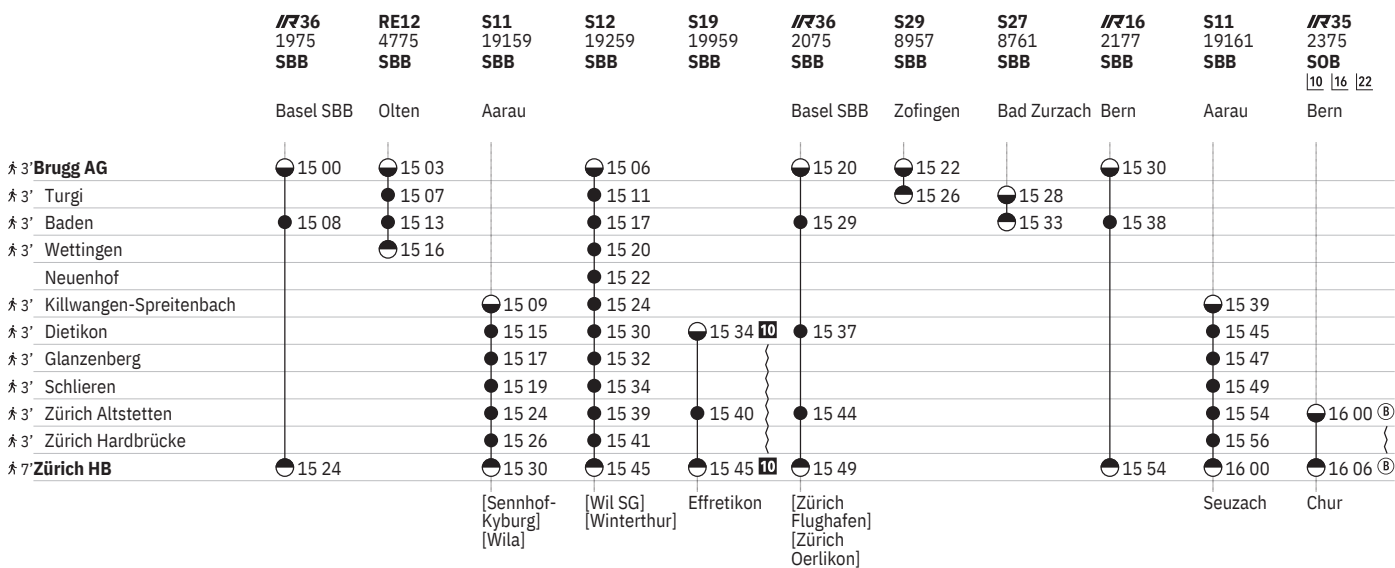 IR36 RE12 S11 S12 S19 IR36 S29 S27 IR16 S11 IR35
1975 4775 19159 19259 19959 2075 8957 8761 2177 19161 2375
SBB SBB SBB SBB SBB SBB SBB SBB SBB SBB SOB
10 16 22
Basel SBB Olten Aarau Basel SBB Zofingen Bad Zurzach Bern Aarau Bern
3' Brugg AG 15 00 15 03 15 06 15 20 15 22 15 30
3' Turgi 15 07 15 11 15 26 15 28
3' Baden 15 08 15 13 15 17 15 29 15 33 15 38
3' Wettingen 15 16 15 20
Neuenhof 15 22
3' Killwangen-Spreitenbach 15 09 15 24 15 39
3' Dietikon 15 15 15 30 15 34 10 15 37 15 45
3' Glanzenberg 15 17 15 32 15 47
3' Schlieren 15 19 15 34 15 49
3' Zürich Altstetten 15 24 15 39 15 40 15 44 15 54 16 00 B
3' Zürich Hardbrücke 15 26 15 41 15 56
7' Zürich HB 15 24 15 30 15 45 15 45 10 15 49 15 54 16 00 16 06 B
[Sennhof- [Wil SG] Effretikon [Zürich Seuzach Chur
Kyburg] [Winterthur] Flughafen]
[Wila] [Zürich
Oerlikon]